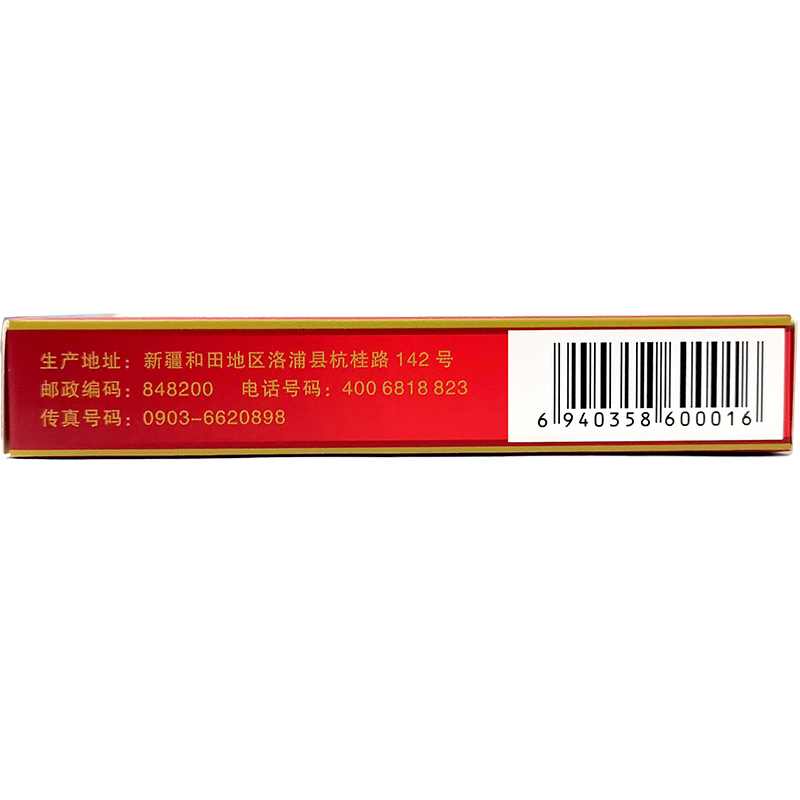 生产地址：新疆和田地区洛浦县杭桂路 142 号
邮政编码：848200 电话号码：400 6818 823
传真号码：0903-6620898
6 940358 600016